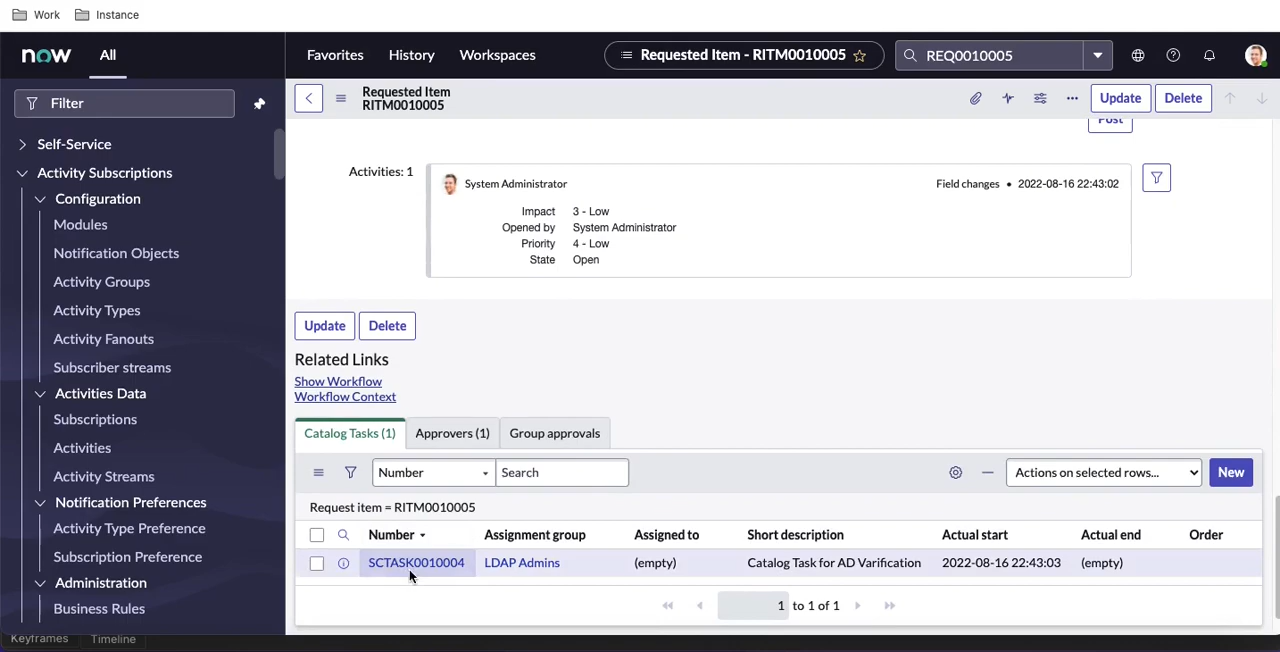 Work Instance
now All Favorites History Workspaces Requested Item - RITM0010005 REQ0010005
Filter
Requested Item
RITM0010005
Update Delete
Self-Service
Activity Subscriptions
Configuration
Modules
Notification Objects
Activity Groups
Activity Types
Activity Fanouts
Subscriber streams
Activities Data
Subscriptions
Activities
Activity Streams
Notification Preferences
Activity Type Preference
Subscription Preference
Administration
Business Rules
Keyframes Timeline
Post
Activities: 1
System Administrator Field changes • 2022-08-16 22:43:02
Impact 3 - Low
Opened by System Administrator
Priority 4 - Low
State Open
Update Delete
Related Links
Show Workflow
Workflow Context
Catalog Tasks (1) Approvers (1) Group approvals
Number Search Actions on selected rows... New
Request item = RITM0010005
Number Assignment group Assigned to Short description Actual start Actual end Order
SCTASK0010004 LDAP Admins (empty) Catalog Task for AD Varification 2022-08-16 22:43:03 (empty)
1 to 1 of 1